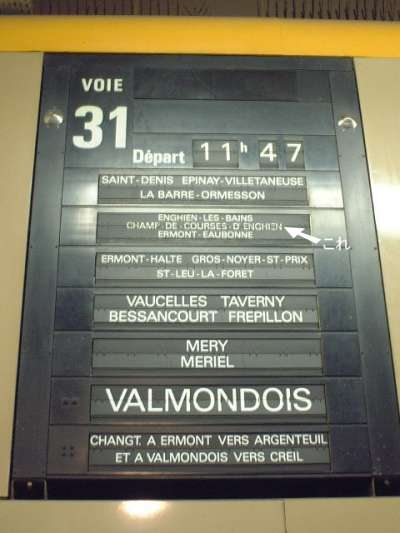 VOIE
31
Départ 11h 47
SAINT-DENIS EPINAY-VILLETANEUSE
LA BARRE-ORMESSON
ENGHIEN-LES-BAINS
CHAMP-DE-COURSES-D'ENGHIEN
ERMONT-EAUBONNE
これ
ERMONT-HALTE GROS-NOYER-ST-PRIX
ST-LEU-LA-FORET
VAUCELLES TAVERNY
BESSANCOURT FREPILLON
MERY
MERIEL
VALMONDOIS
CHANGT. A ERMONT VERS ARGENTEUIL
ET A VALMONDOIS VERS CREIL